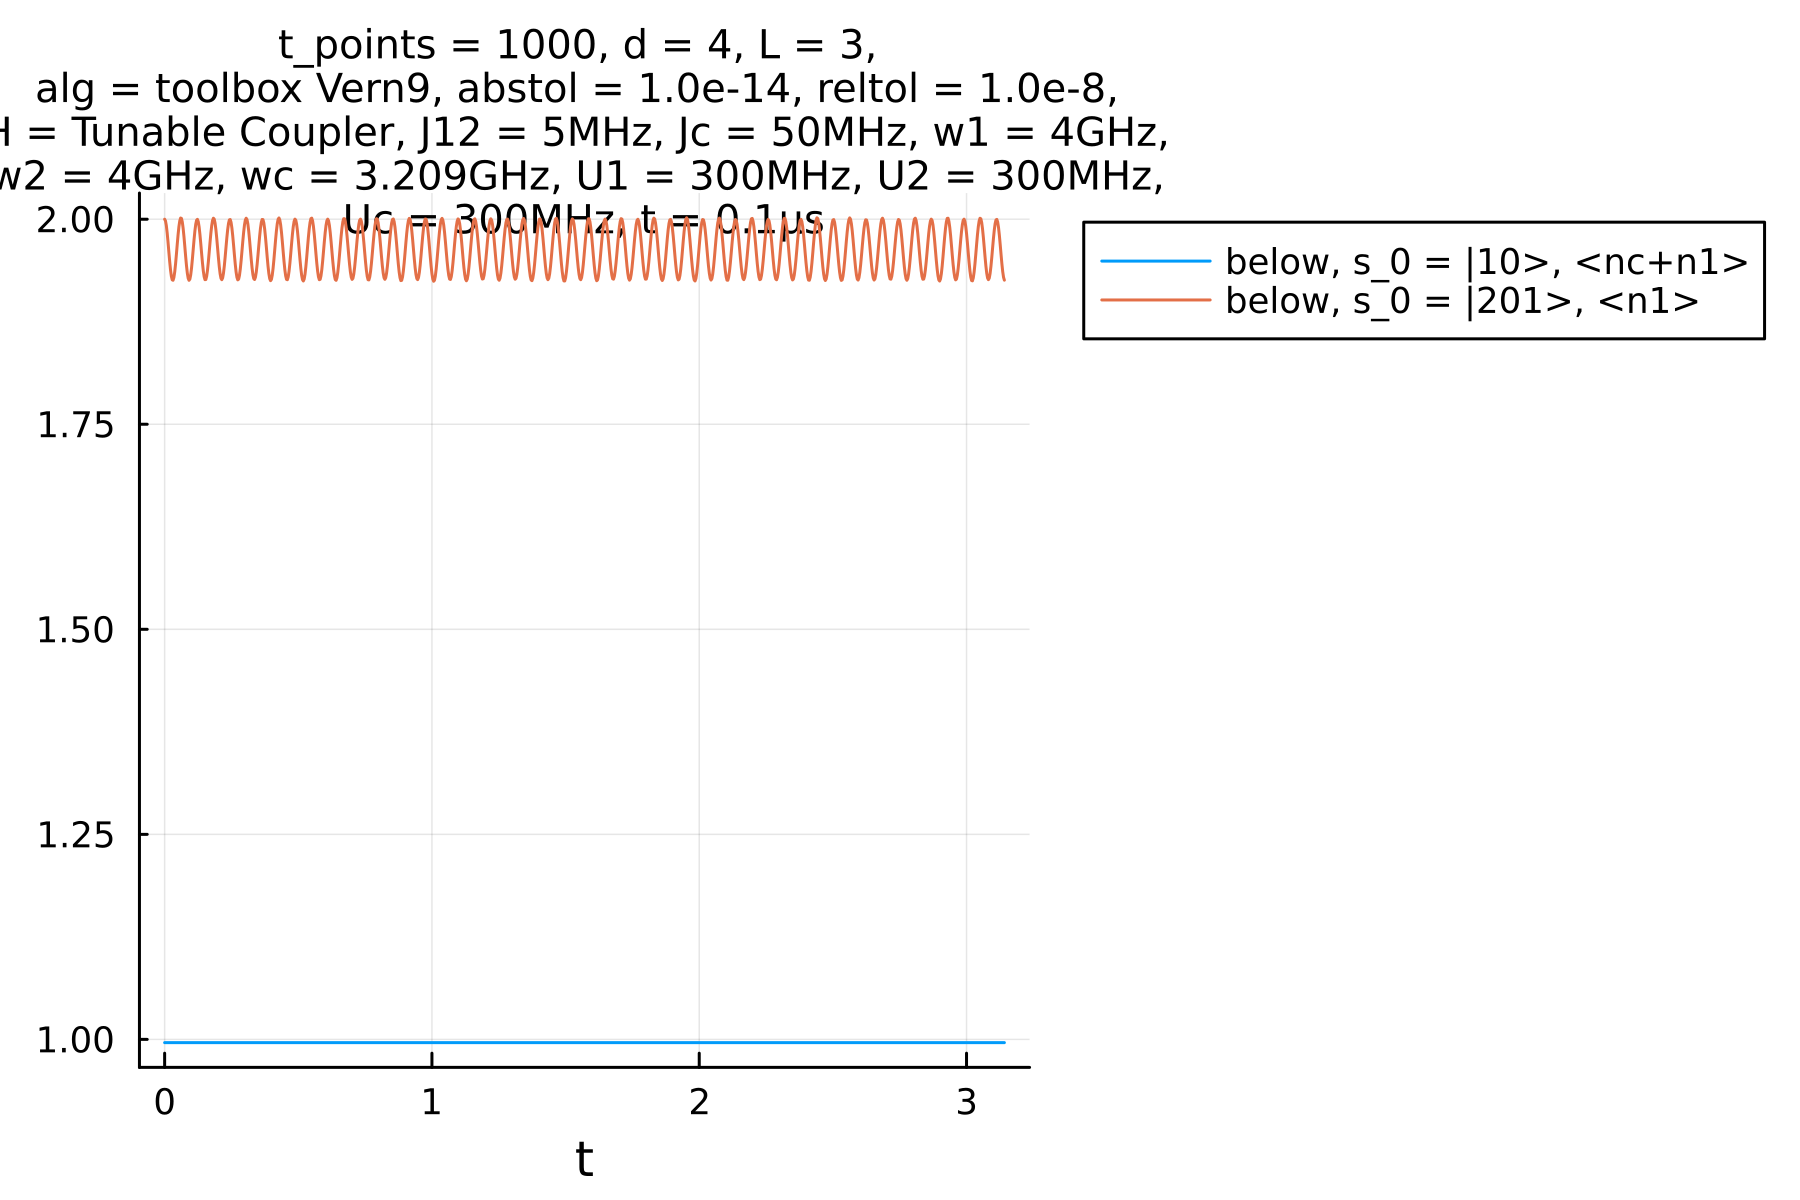 t_points = 1000, d = 4, L = 3,
alg = toolbox Vern9, abstol = 1.0e-14, reltol = 1.0e-8,
= Tunable Coupler, J12 = 5MHz, Jc = 50MHz, w1 = 4GHz,
w2 = 4GHz, wc = 3.209GHz, U1 = 300MHz, U2 = 300MHz,
Uc = 300MHz, t = 0.1μs
2.00
1.75
1.50
1.25
1.00
0 1 2 3
t
below, s_0 = |10>, <nc+n1>
below, s_0 = |201>, <n1>